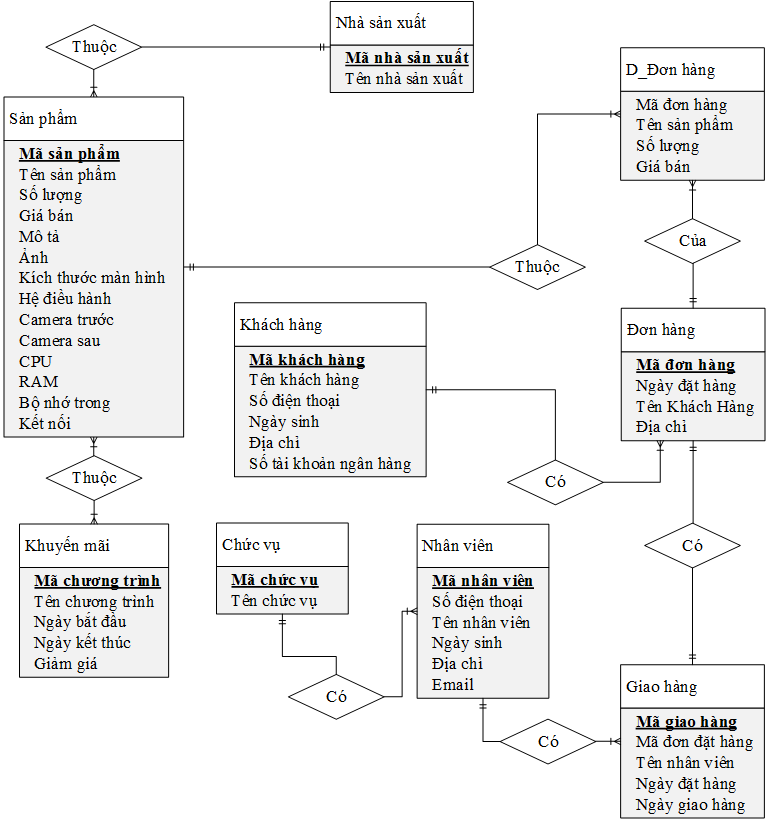 Thuộc
Nhà sản xuất
Mã nhà sản xuất
Tên nhà sản xuất
Sản phẩm
Mã sản phẩm
Tên sản phẩm
Số lượng
Giá bán
Mô tả
Ảnh
Kích thước màn hình
Hệ điều hành
Camera trước
Camera sau
CPU
RAM
Bộ nhớ trong
Kết nối
D_Đơn hàng
Mã đơn hàng
Tên sản phẩm
Số lượng
Giá bán
Của
Thuộc
Khách hàng
Mã khách hàng
Tên khách hàng
Số điện thoại
Ngày sinh
Địa chỉ
Số tài khoản ngân hàng
Đơn hàng
Mã đơn hàng
Ngày đặt hàng
Tên Khách Hàng
Địa chỉ
Có
Thuộc
Khuyến mãi
Mã chương trình
Tên chương trình
Ngày bắt đầu
Ngày kết thúc
Giảm giá
Chức vụ
Mã chức vụ
Tên chức vụ
Có
Nhân viên
Mã nhân viên
Số điện thoại
Tên nhân viên
Ngày sinh
Địa chỉ
Email
Có
Có
Giao hàng
Mã giao hàng
Mã đơn đặt hàng
Tên nhân viên
Ngày đặt hàng
Ngày giao hàng